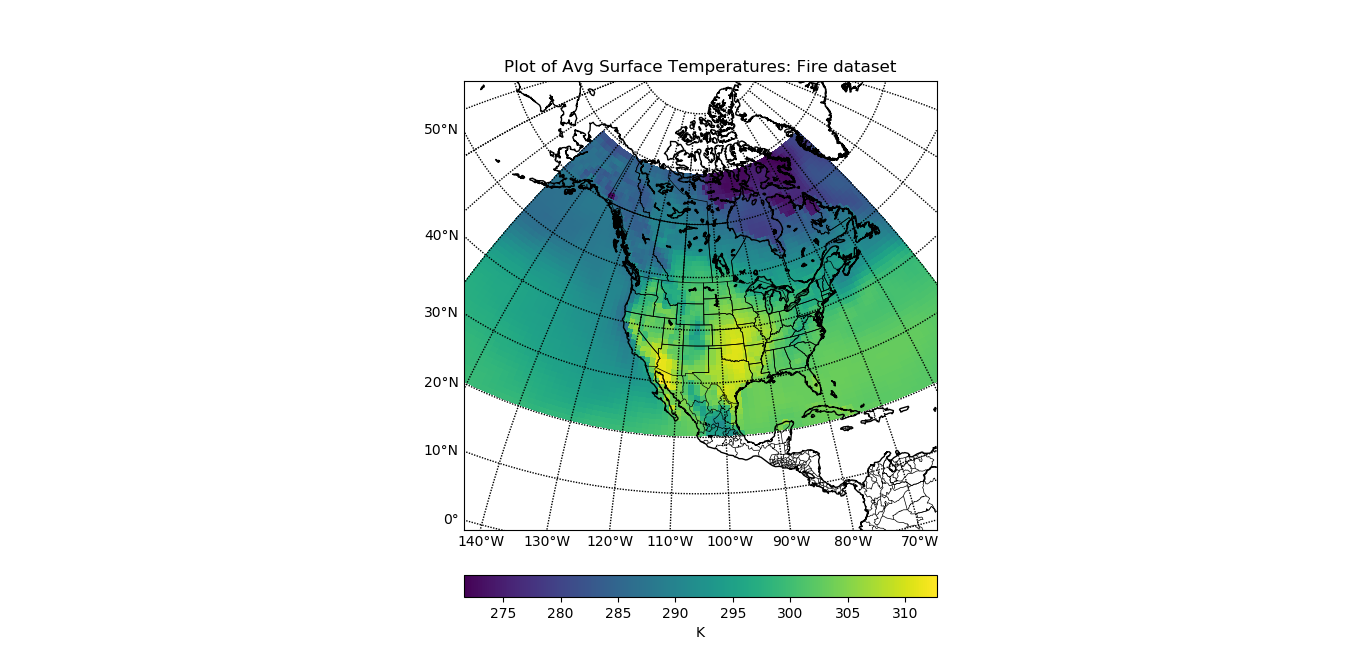 Plot of Avg Surface Temperatures: Fire dataset
50°N
40°N
30°N
20°N
10°N
0°
140°W 130°W 120°W 110°W 100°W 90°W 80°W 70°W
275 280 285 290 295 300 305 310
K